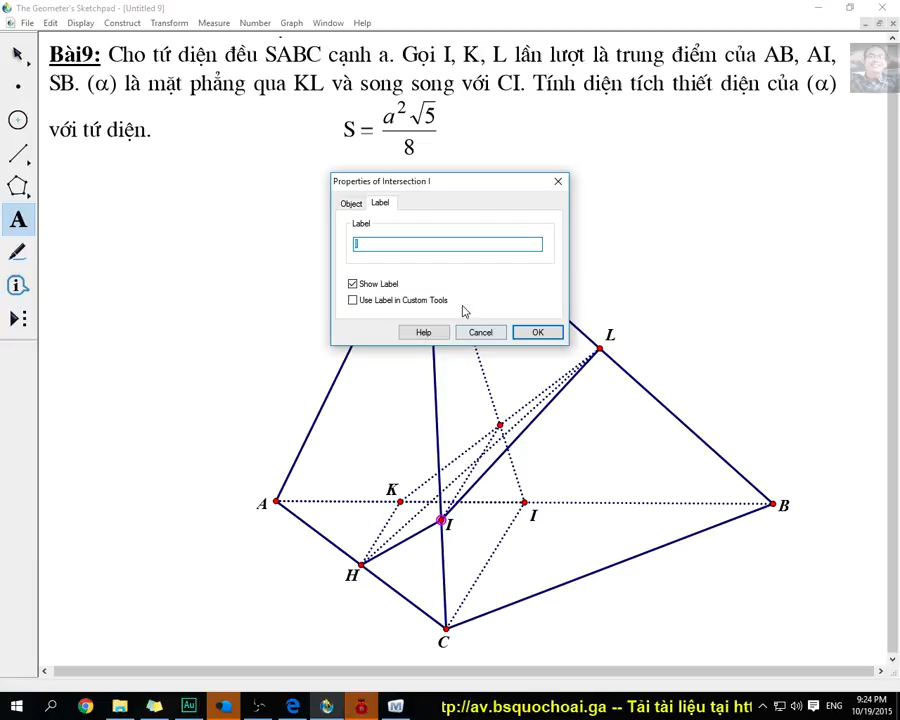 The Geometer's Sketchpad - [Untitled 9]
File Edit Display Construct Transform Measure Number Graph Window Help
Bài9: Cho tứ diện đều SABC cạnh a. Gọi I, K, L lần lượt là trung điểm của AB, AI,
SB. (α) là mặt phẳng qua KL và song song với CI. Tính diện tích thiết diện của (α)
với tứ diện. S = a²√5 / 8
Properties of Intersection I
Object Label
Label
I
Show Label
Use Label in Custom Tools
Help Cancel OK
L
K
A
I
I
B
H
C
A
Au
ENG
9:24 PM
10/19/2015
tp://av.bsquochoai.ga -- Tải tài liệu tại htt